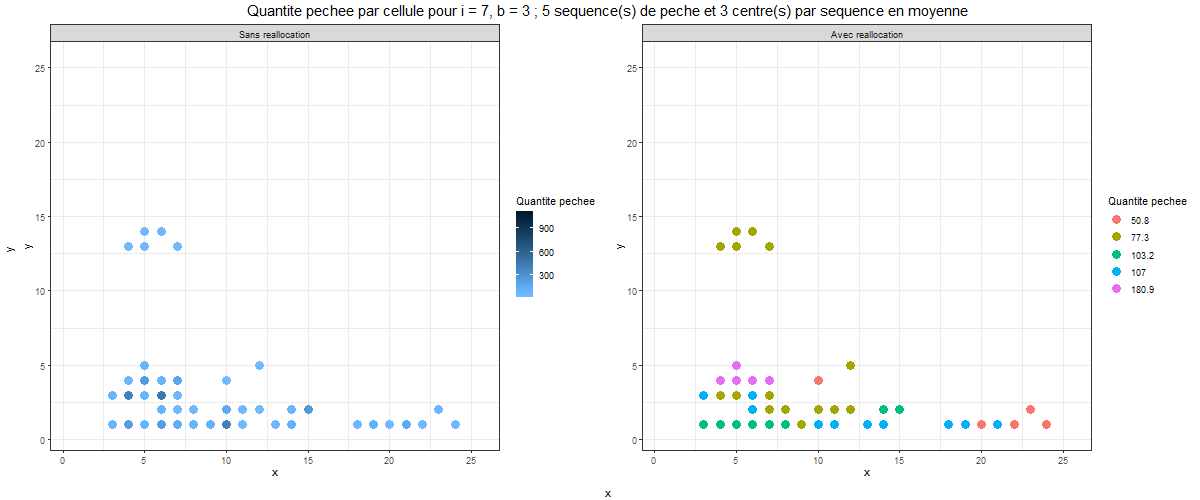 Quantite pechee par cellule pour i = 7, b = 3 ; 5 sequence(s) de peche et 3 centre(s) par sequence en moyenne
Sans reallocation
25
20
15
10
5
0
y
y
0 5 10 15 20 25
x
Quantite pechee
900
600
300
Avec reallocation
25
20
15
10
5
0
y
0 5 10 15 20 25
x
Quantite pechee
50.8
77.3
103.2
107
180.9
x